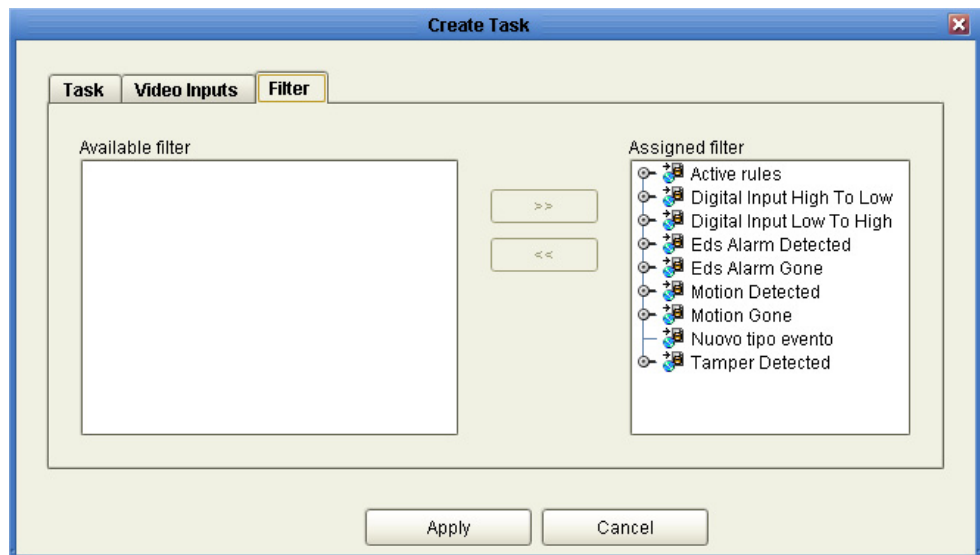 Create Task
Task
Video Inputs
Filter
Available filter
>>
<<
Assigned filter
Active rules
Digital Input High To Low
Digital Input Low To High
Eds Alarm Detected
Eds Alarm Gone
Motion Detected
Motion Gone
Nuovo tipo evento
Tamper Detected
Apply
Cancel